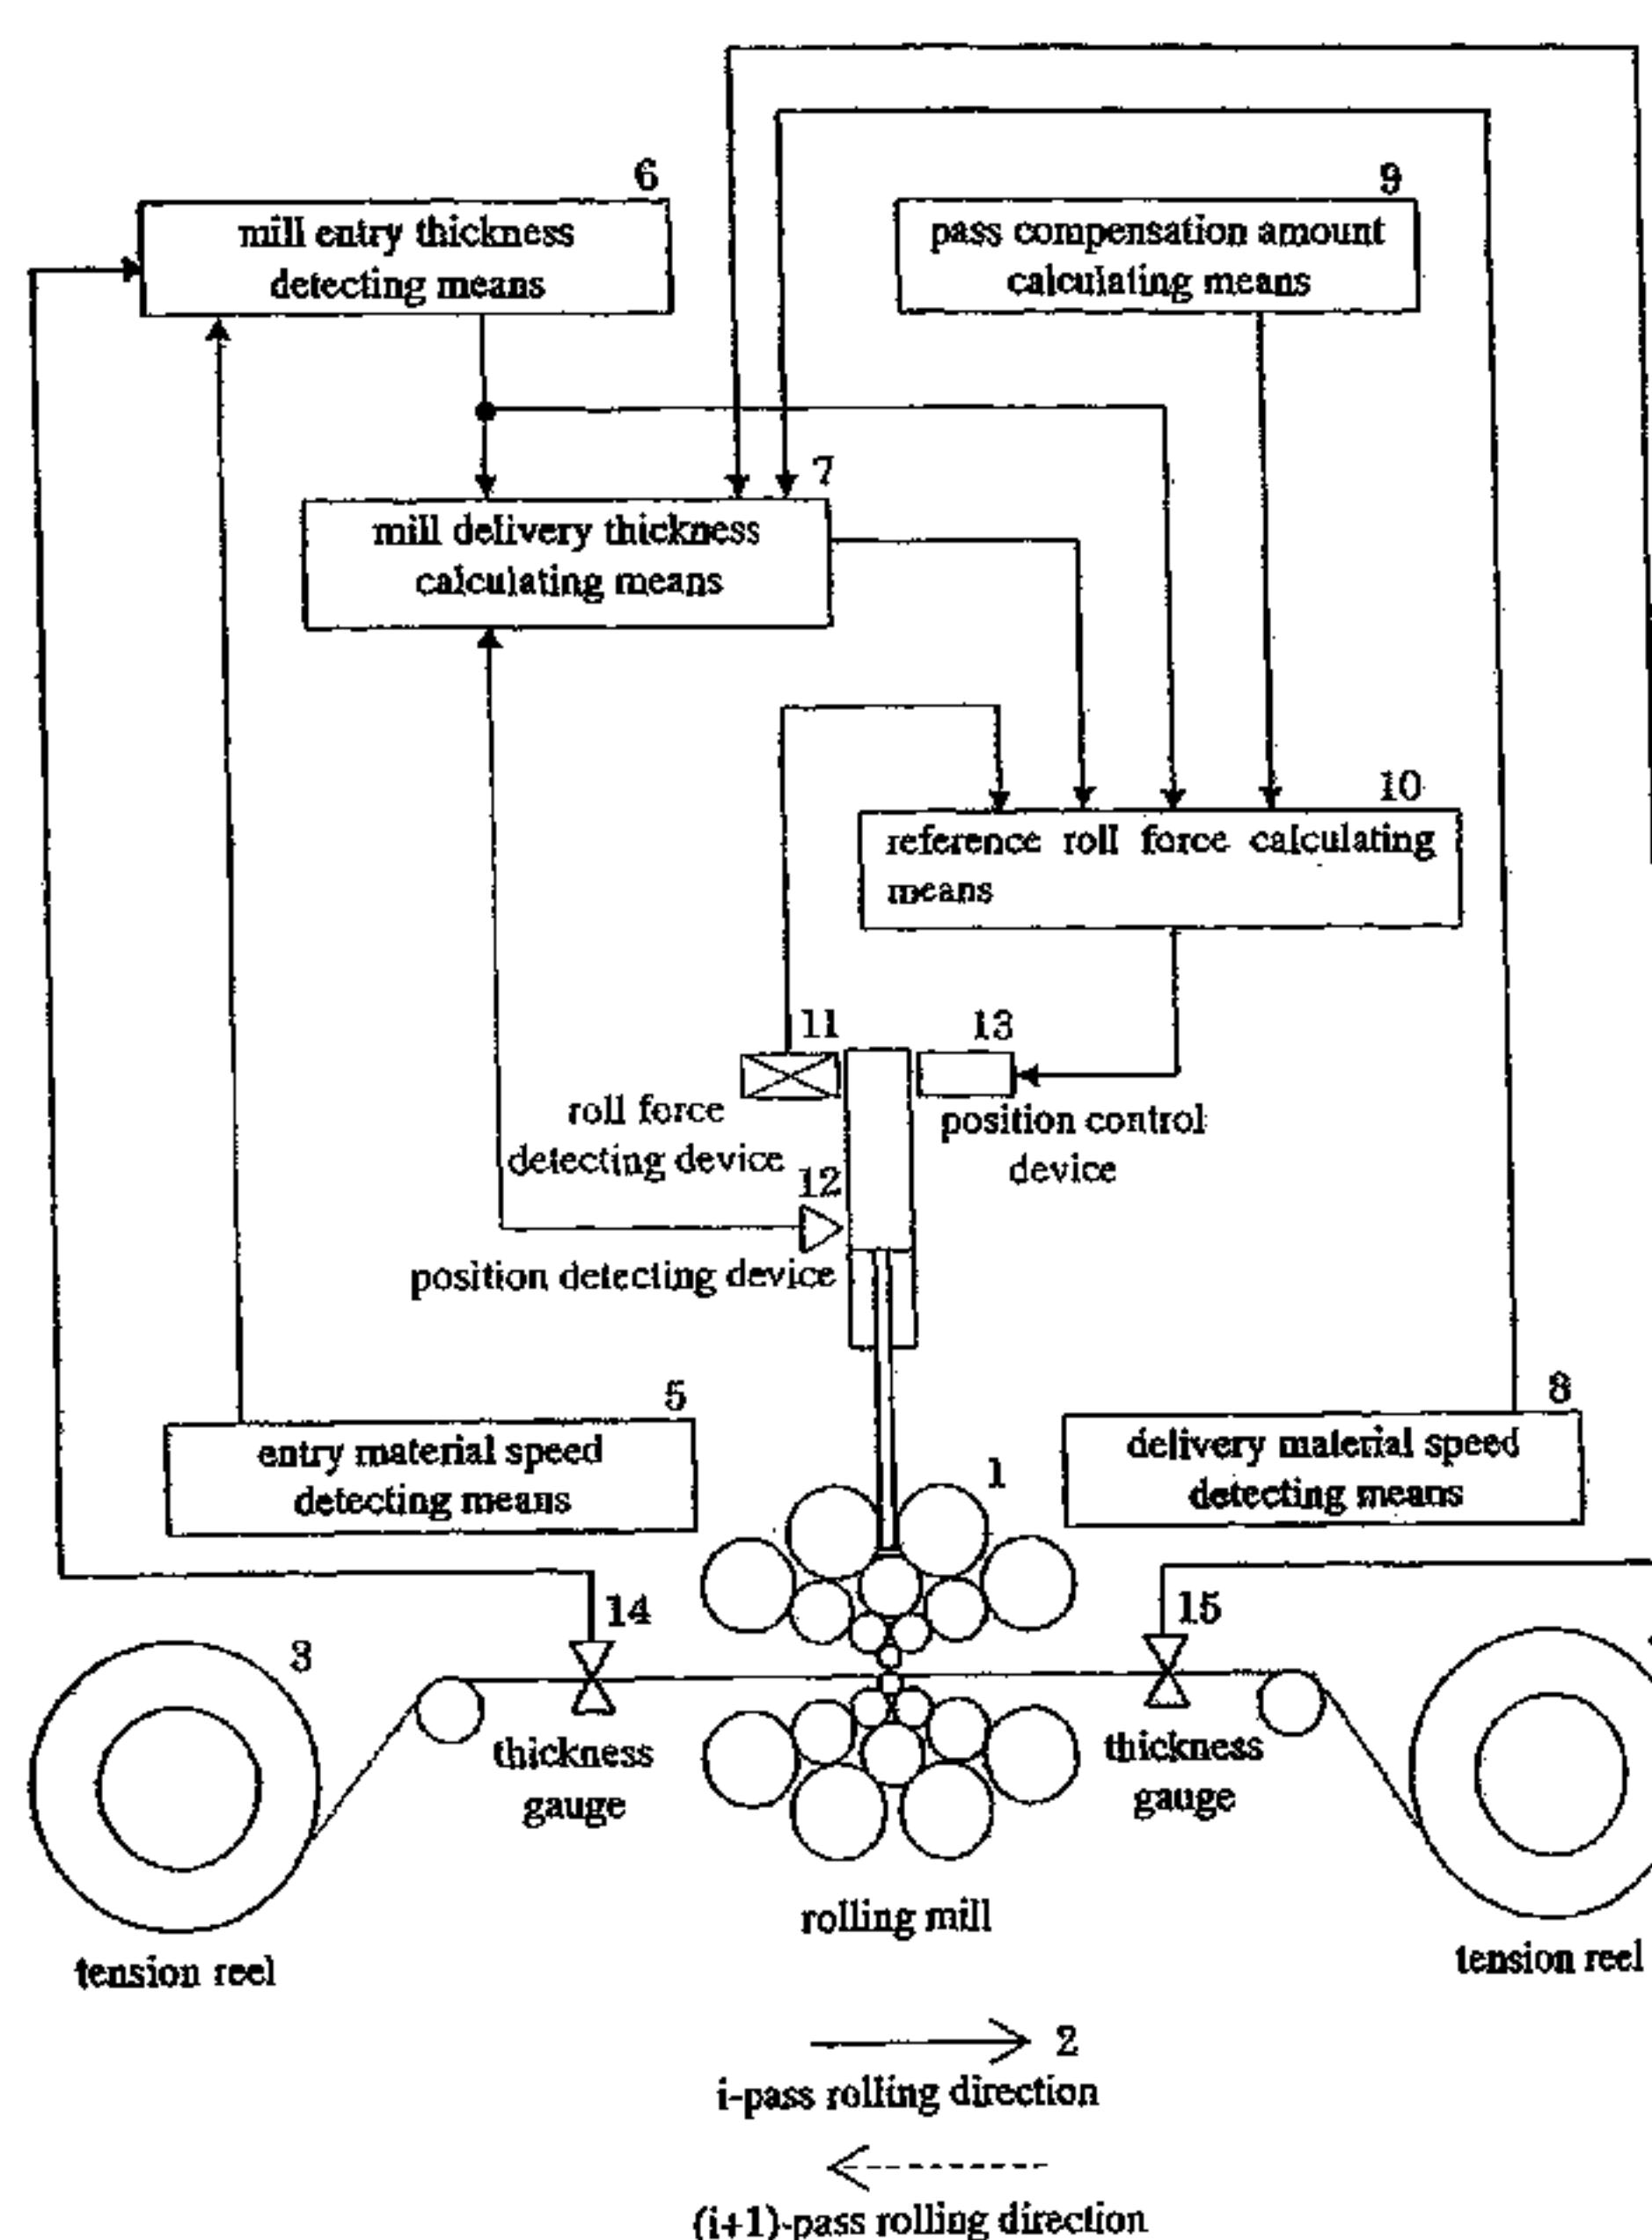 6
9
mill entry thickness
detecting means
pass compensation amount
calculating means
7
mill delivery thickness
calculating means
10
reference roll force calculating
means
11
13
roll force
detecting device
position control
device
12
position detecting device
5
8
entry material speed
detecting means
delivery material speed
detecting means
1
14
15
3
thickness
gauge
thickness
gauge
rolling mill
tension reel
tension reel
2
i-pass rolling direction
(i+1)-pass rolling direction